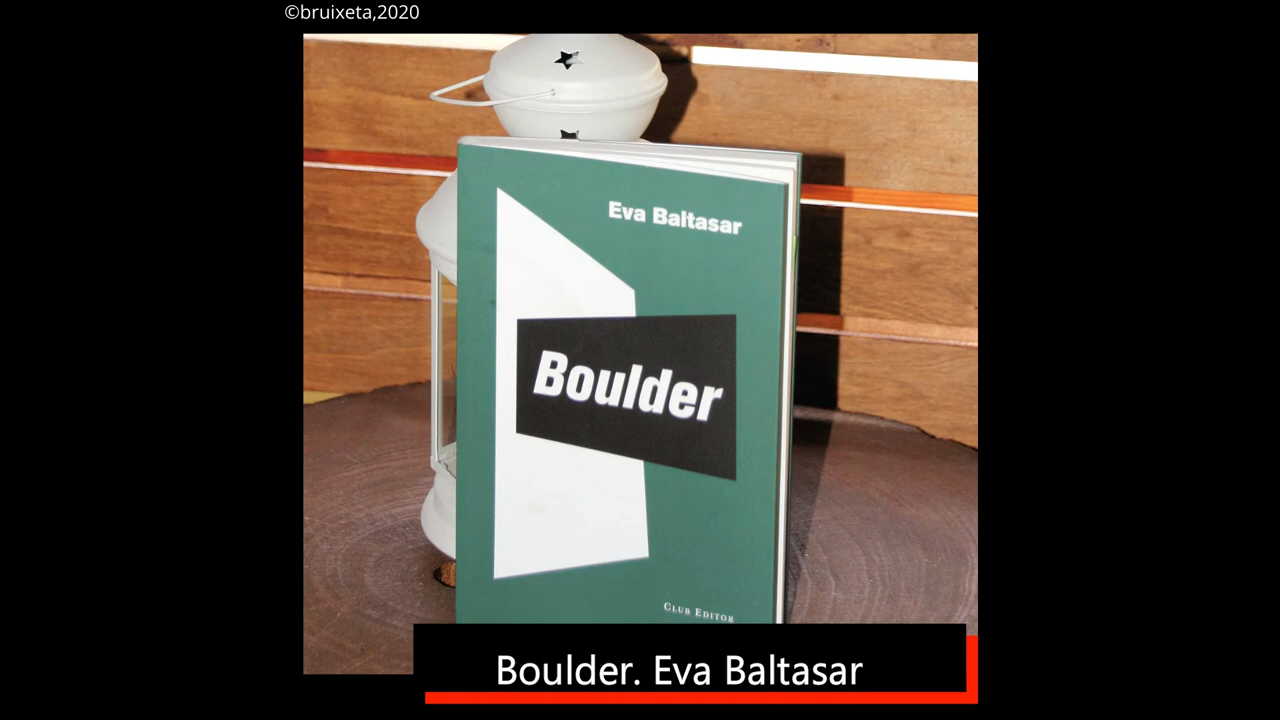 ©bruixeta,2020
Eva Baltasar
Boulder
Club Editor
Boulder. Eva Baltasar